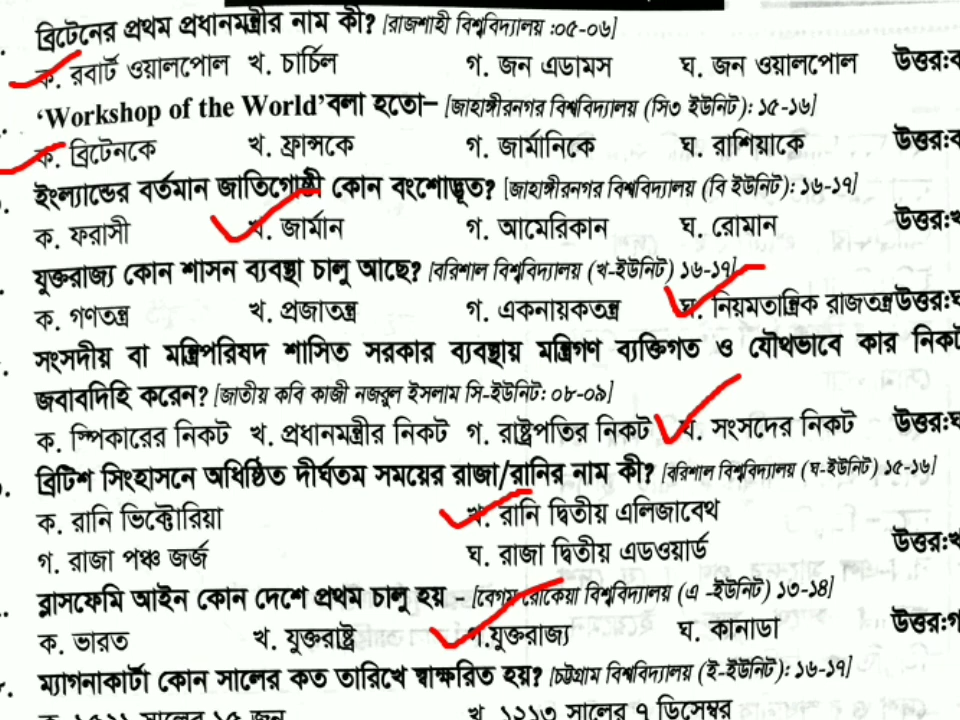 ব্রিটেনের প্রথম প্রধানমন্ত্রীর নাম কী? [রাজশাহী বিশ্ববিদ্যালয় :০৫-০৬]
ক. রবার্ট ওয়ালপোল খ. চার্চিল গ. জন এডামস ঘ. জন ওয়ালপোল উত্তর:ক
‘Workshop of the World’বলা হতো– [জাহাঙ্গীরনগর বিশ্ববিদ্যালয় (সি৩ ইউনিট): ১৫-১৬]
ক. ব্রিটেনকে খ. ফ্রান্সকে গ. জার্মানিকে ঘ. রাশিয়াকে উত্তর:ক
ইংল্যান্ডের বর্তমান জাতিগোষ্ঠী কোন বংশোদ্ভূত? [জাহাঙ্গীরনগর বিশ্ববিদ্যালয় (বি ইউনিট): ১৬-১৭]
ক. ফরাসী খ. জার্মান গ. আমেরিকান ঘ. রোমান উত্তর:খ
যুক্তরাজ্য কোন শাসন ব্যবস্থা চালু আছে? [বরিশাল বিশ্ববিদ্যালয় (খ-ইউনিট) ১৬-১৭]
ক. গণতন্ত্র খ. প্রজাতন্ত্র গ. একনায়কতন্ত্র ঘ. নিয়মতান্ত্রিক রাজতন্ত্র উত্তর:ঘ
সংসদীয় বা মন্ত্রিপরিষদ শাসিত সরকার ব্যবস্থায় মন্ত্রিগণ ব্যক্তিগত ও যৌথভাবে কার নিকট
জবাবদিহি করেন? [জাতীয় কবি কাজী নজরুল ইসলাম সি-ইউনিট: ০৮-০৯]
ক. স্পিকারের নিকট খ. প্রধানমন্ত্রীর নিকট গ. রাষ্ট্রপতির নিকট ঘ. সংসদের নিকট উত্তর:ঘ
ব্রিটিশ সিংহাসনে অধিষ্ঠিত দীর্ঘতম সময়ের রাজা/রানির নাম কী? [বরিশাল বিশ্ববিদ্যালয় (ঘ-ইউনিট) ১৫-১৬]
ক. রানি ভিক্টোরিয়া খ. রানি দ্বিতীয় এলিজাবেথ
গ. রাজা পঞ্চ জর্জ ঘ. রাজা দ্বিতীয় এডওয়ার্ড উত্তর:খ
ব্লাসফেমি আইন কোন দেশে প্রথম চালু হয় [বেগম রোকেয়া বিশ্ববিদ্যালয় (এ -ইউনিট) ১৩-১৪]
ক. ভারত খ. যুক্তরাষ্ট্র গ.যুক্তরাজ্য ঘ. কানাডা উত্তর:গ
ম্যাগনাকার্টা কোন সালের কত তারিখে স্বাক্ষরিত হয়? [চট্টগ্রাম বিশ্ববিদ্যালয় (ই-ইউনিট): ১৬-১৭]
ক. ১৫২১ সালের ১৫ জুন খ. ১২১৩ সালের ৭ ডিসেম্বর